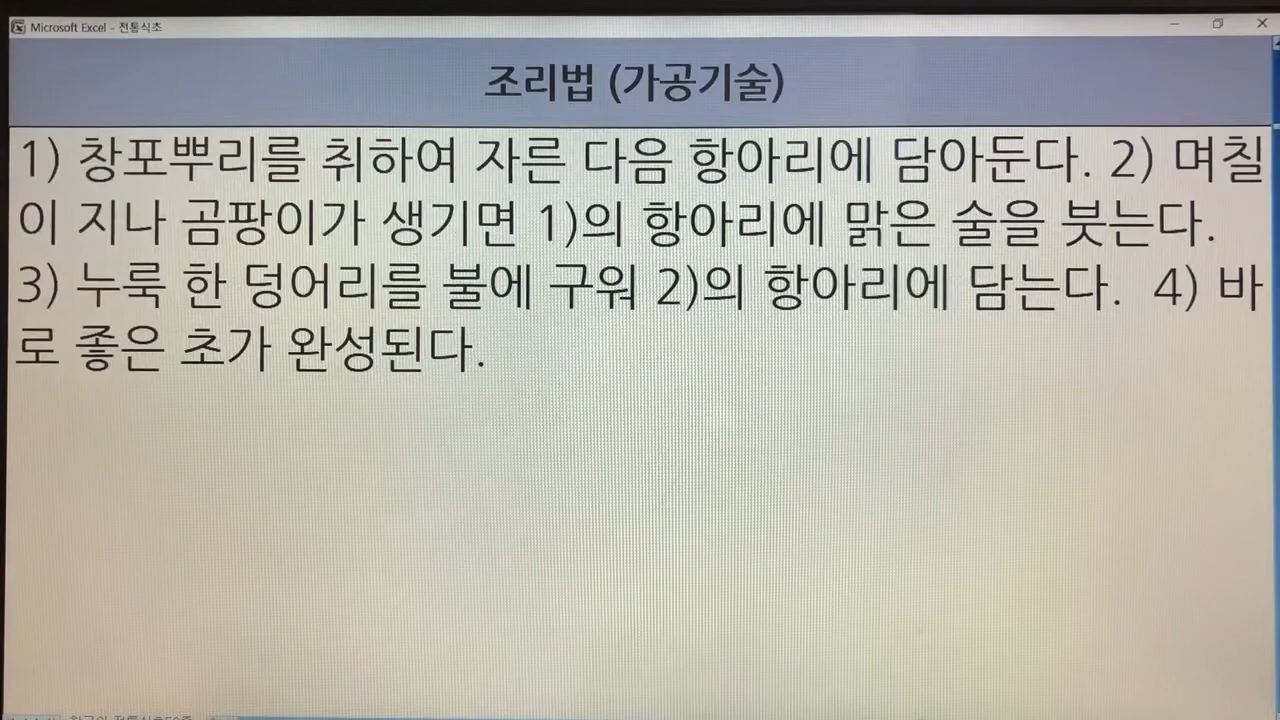 Microsoft Excel - 전통식초
조리법 (가공기술)
1) 창포뿌리를 취하여 자른 다음 항아리에 담아둔다. 2) 며칠
이 지나 곰팡이가 생기면 1)의 항아리에 맑은 술을 붓는다.
3) 누룩 한 덩어리를 불에 구워 2)의 항아리에 담는다. 4) 바
로 좋은 초가 완성된다.